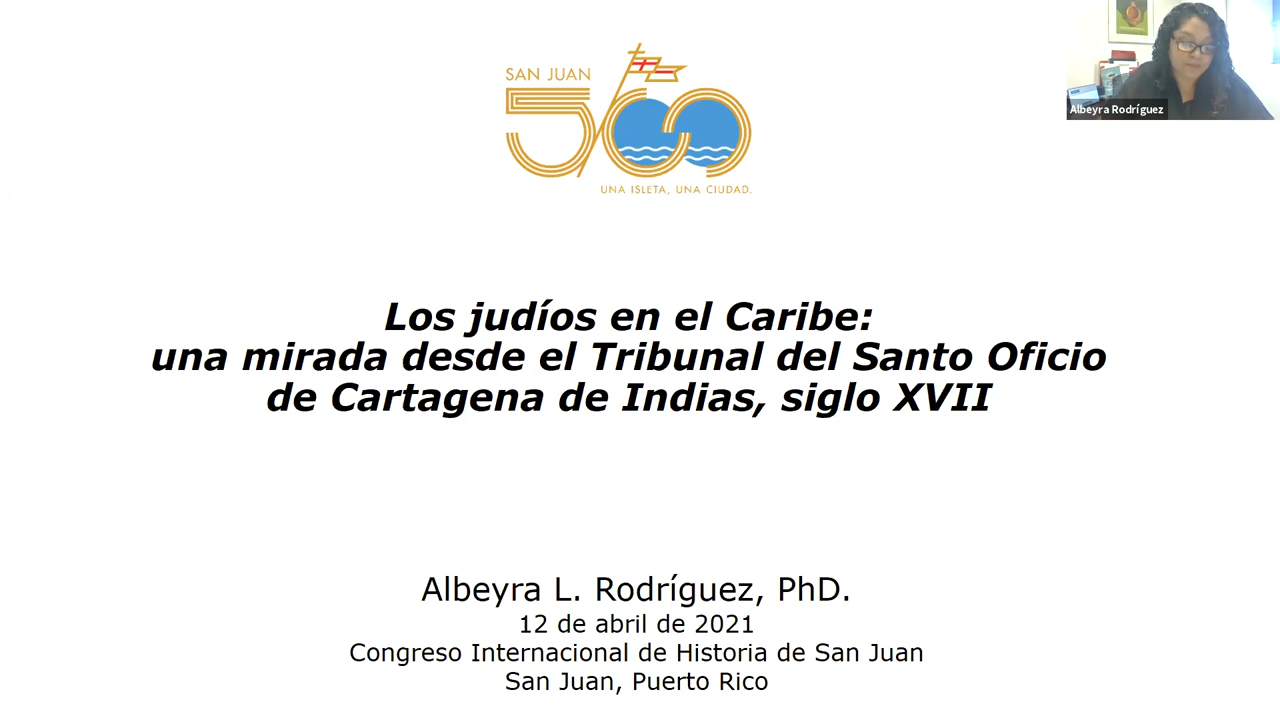 SAN JUAN
500
UNA ISLETA, UNA CIUDAD.
Albeyra Rodríguez
Los judíos en el Caribe:
una mirada desde el Tribunal del Santo Oficio
de Cartagena de Indias, siglo XVII
Albeyra L. Rodríguez, PhD.
12 de abril de 2021
Congreso Internacional de Historia de San Juan
San Juan, Puerto Rico